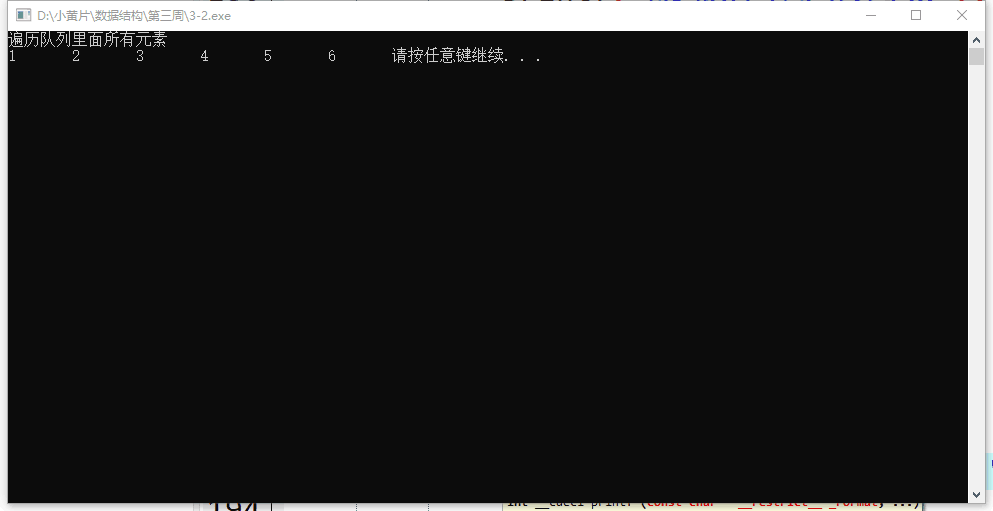 D:\小黄片\数据结构\第三周\3-2.exe
遍历队列里面所有元素
1 2 3 4 5 6 请按任意键继续. . .
194
int __cdecl printf (const char * __restrict__ _Format, ...)